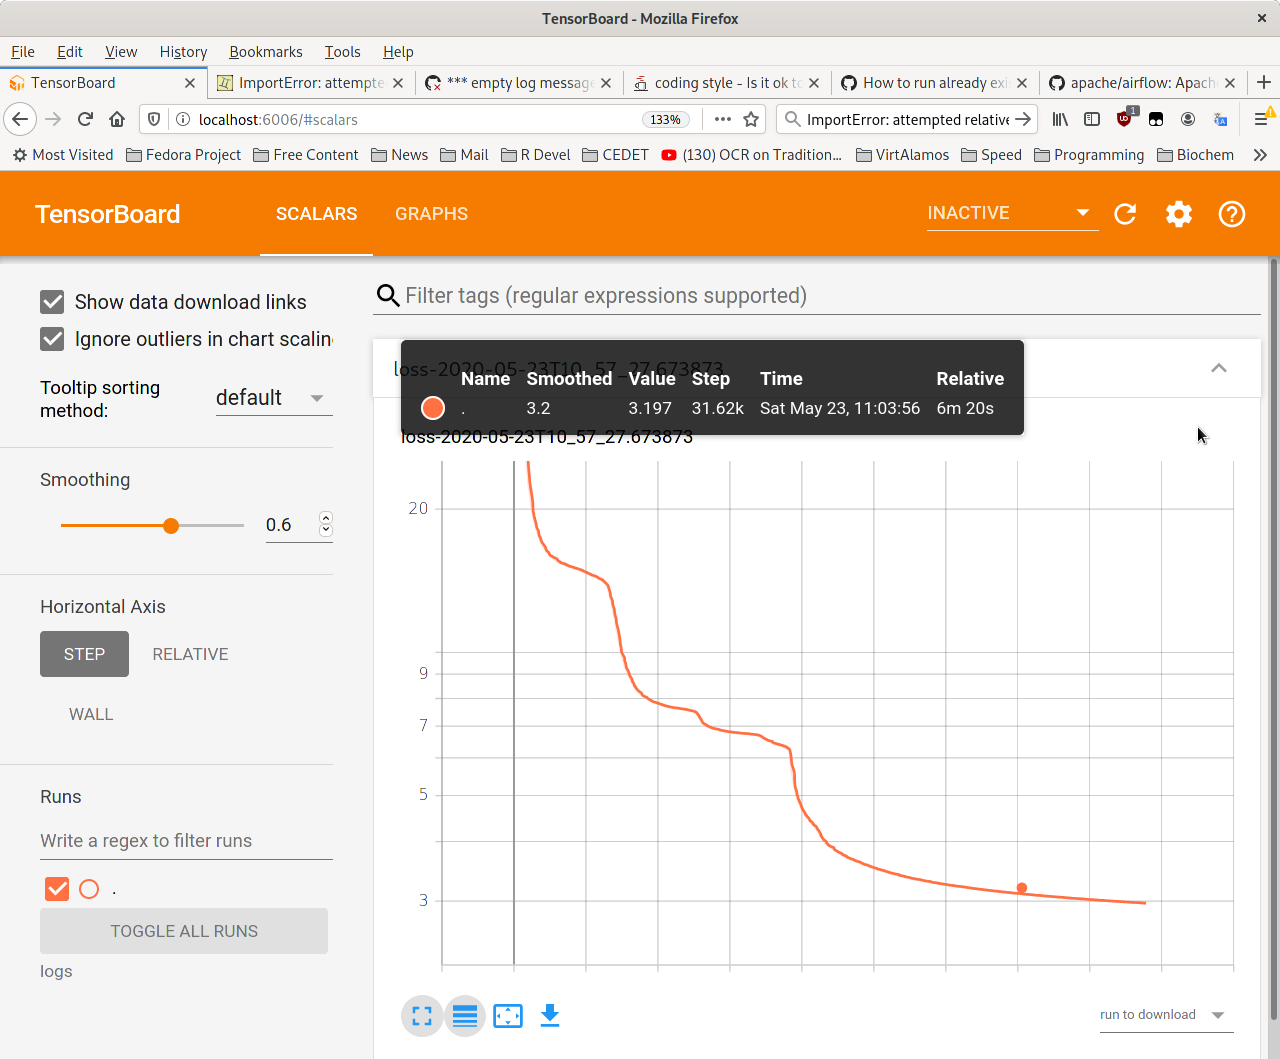 TensorBoard - Mozilla Firefox
File Edit View History Bookmarks Tools Help
TensorBoard ImportError: attempte *** empty log message coding style - Is it ok to How to run already exi apache/airflow: Apach
localhost:6006/#scalars 133% ImportError: attempted relative 1
Most Visited Fedora Project Free Content News Mail R Devel CEDET (130) OCR on Tradition... VirtAlamos Speed Programming Biochem
TensorBoard SCALARS GRAPHS INACTIVE
Show data download links
Ignore outliers in chart scalin
Tooltip sorting
method:
default
Smoothing
0.6
Horizontal Axis
STEP RELATIVE
WALL
Runs
Write a regex to filter runs
.
TOGGLE ALL RUNS
logs
Filter tags (regular expressions supported)
loss-2020-05-23T10_57_27.673873
Name Smoothed Value Step Time Relative
. 3.2 3.197 31.62k Sat May 23, 11:03:56 6m 20s
loss-2020-05-23T10_57_27.673873
20
9
7
5
3
run to download